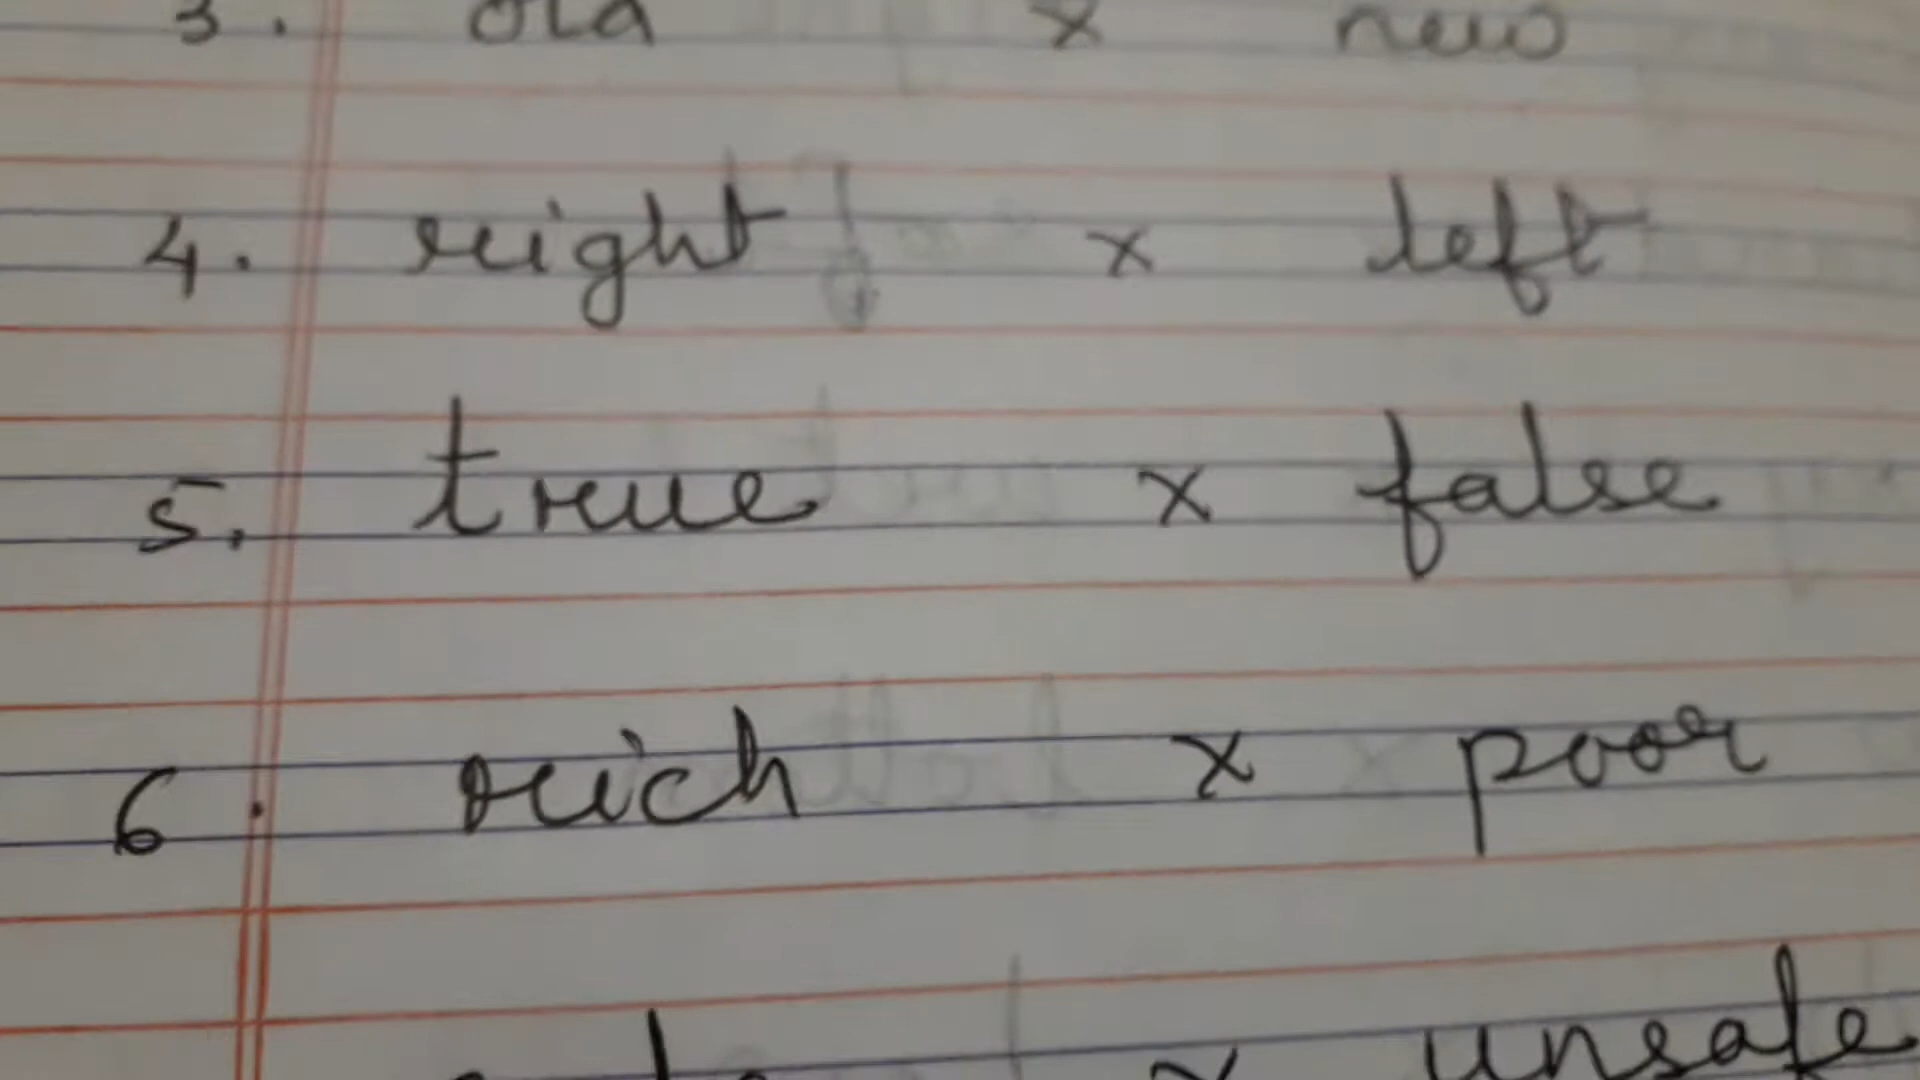 3. old x new
4. right x left
5. true x false
6. rich x poor
x unsafe